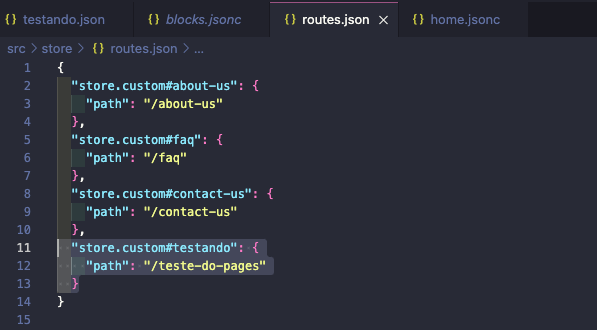 {} testando.json {} blocks.jsonc {} routes.json × {} home.jsonc
src > store > {} routes.json > ...
1 {
2 "store.custom#about-us": {
3 "path": "/about-us"
4 },
5 "store.custom#faq": {
6 "path": "/faq"
7 },
8 "store.custom#contact-us": {
9 "path": "/contact-us"
10 },
11 "store.custom#testando": {
12 "path": "/teste-do-pages"
13 }
14 }
15